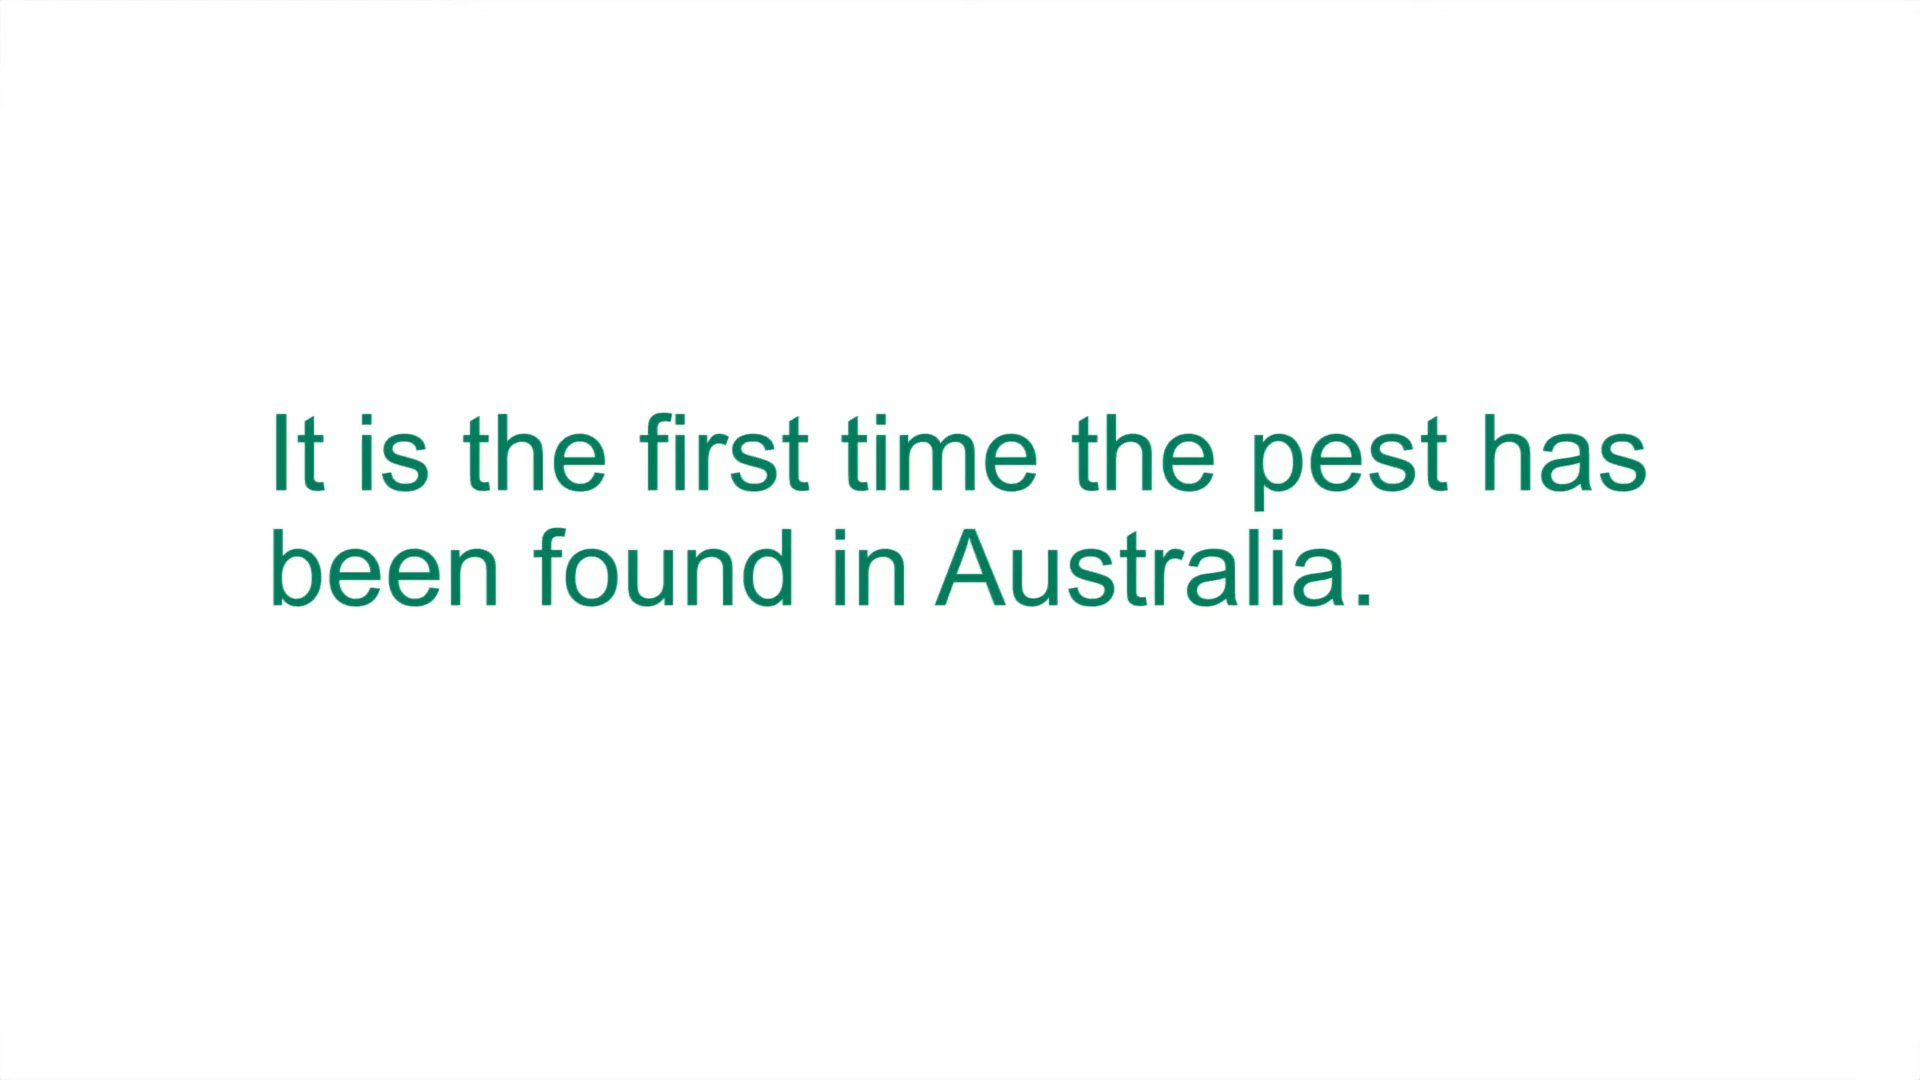 It is the first time the pest has
been found in Australia.